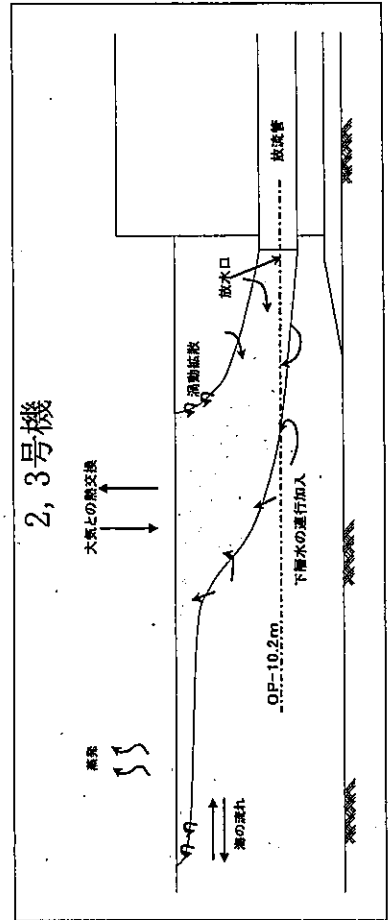 2, 3号機
蒸発
大気との熱交換
渦動拡散
放水口
放流管
海の流れ
OP-10.2m
下層水の連行加入